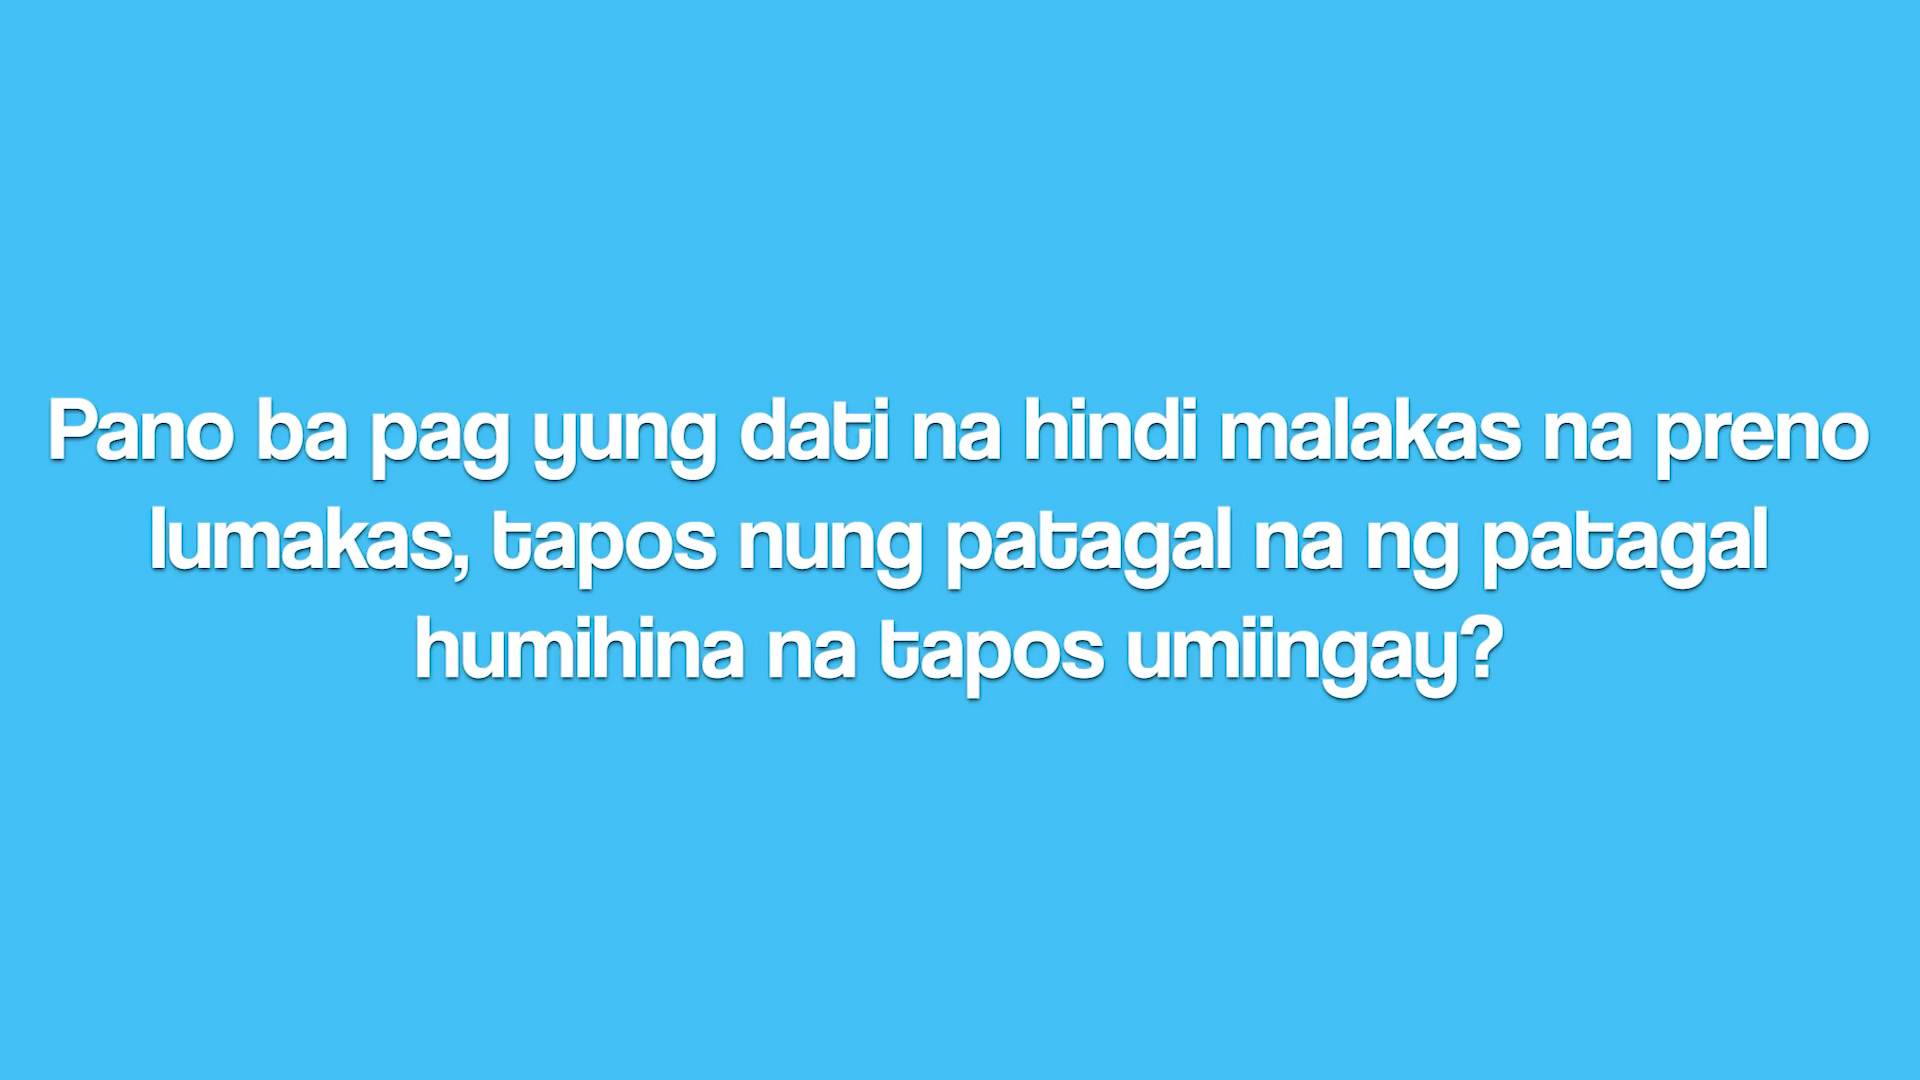 Pano ba pag yung dati na hindi malakas na preno
lumakas, tapos nung patagal na ng patagal
humihina na tapos umiingay?